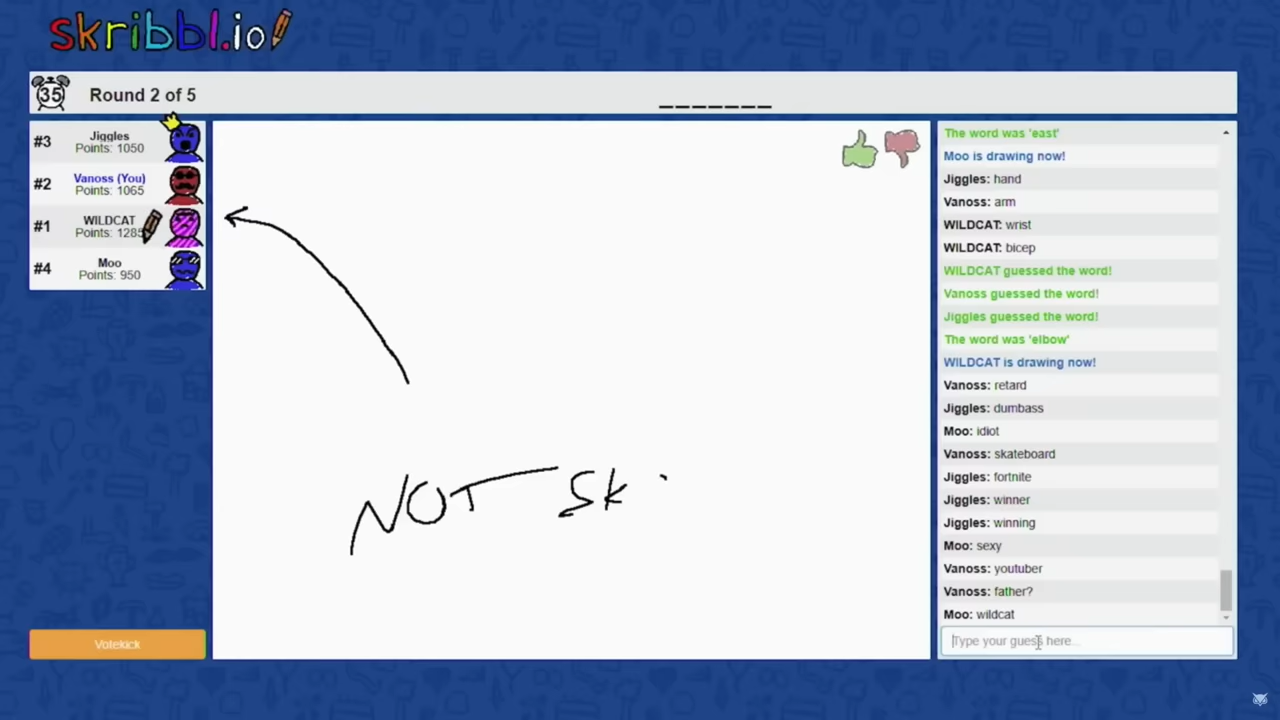 skribbl.io
35
Round 2 of 5
_______
#3 Jiggles
Points: 1050
#2 Vanoss (You)
Points: 1065
#1 WILDCAT
Points: 1285
#4 Moo
Points: 950
NOT Sk
Votekick
The word was 'east'
Moo is drawing now!
Jiggles: hand
Vanoss: arm
WILDCAT: wrist
WILDCAT: bicep
WILDCAT guessed the word!
Vanoss guessed the word!
Jiggles guessed the word!
The word was 'elbow'
WILDCAT is drawing now!
Vanoss: retard
Jiggles: dumbass
Moo: idiot
Vanoss: skateboard
Jiggles: fortnite
Jiggles: winner
Jiggles: winning
Moo: sexy
Vanoss: youtuber
Vanoss: father?
Moo: wildcat
Type your guess here...